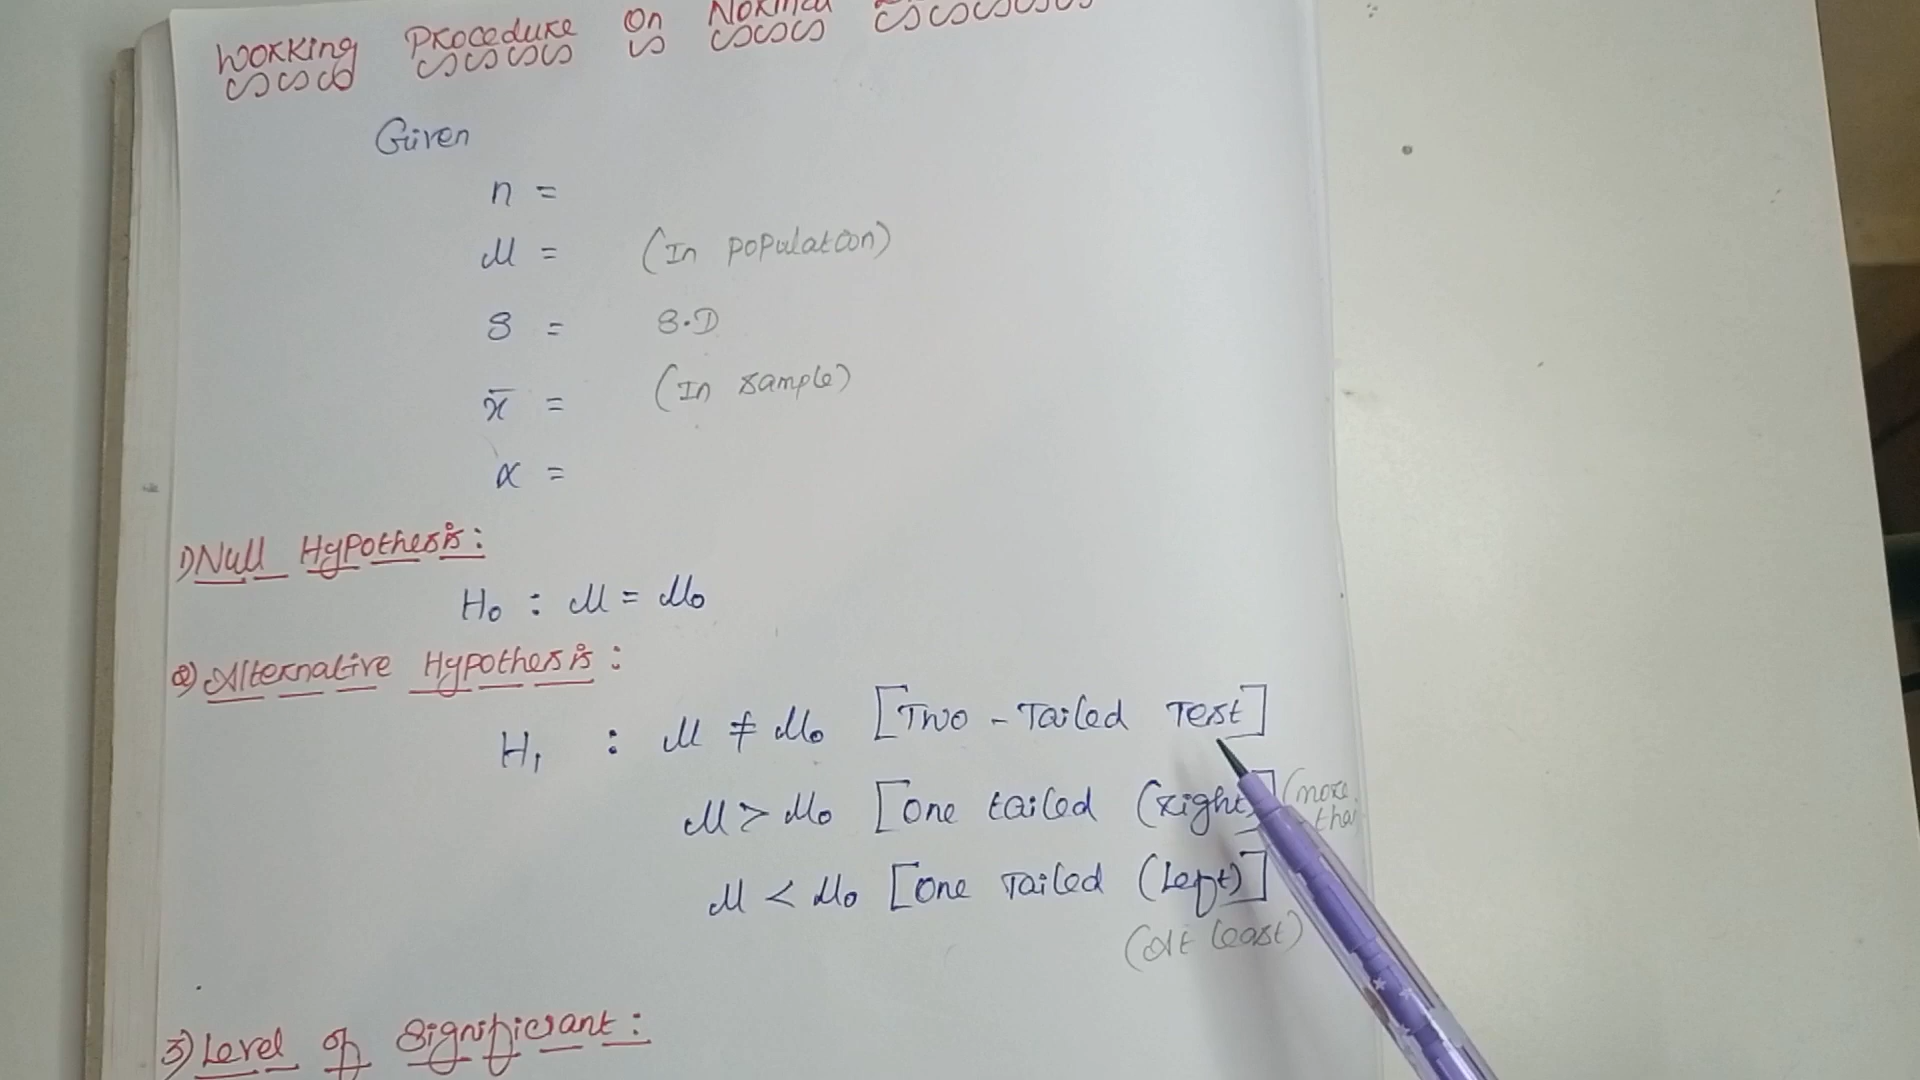 Working Procedure on Normal
Given
n =
μ = (In population)
S = S.D
x̄ = (In sample)
α =
1) Null Hypothesis:
H₀ : μ = μ₀
2) Alternative Hypothesis:
H₁ : μ ≠ μ₀ [Two - Tailed Test]
μ > μ₀ [one tailed (right)] (more than
μ < μ₀ [one Tailed (Left)]
(At least)
3) Level of Significant: